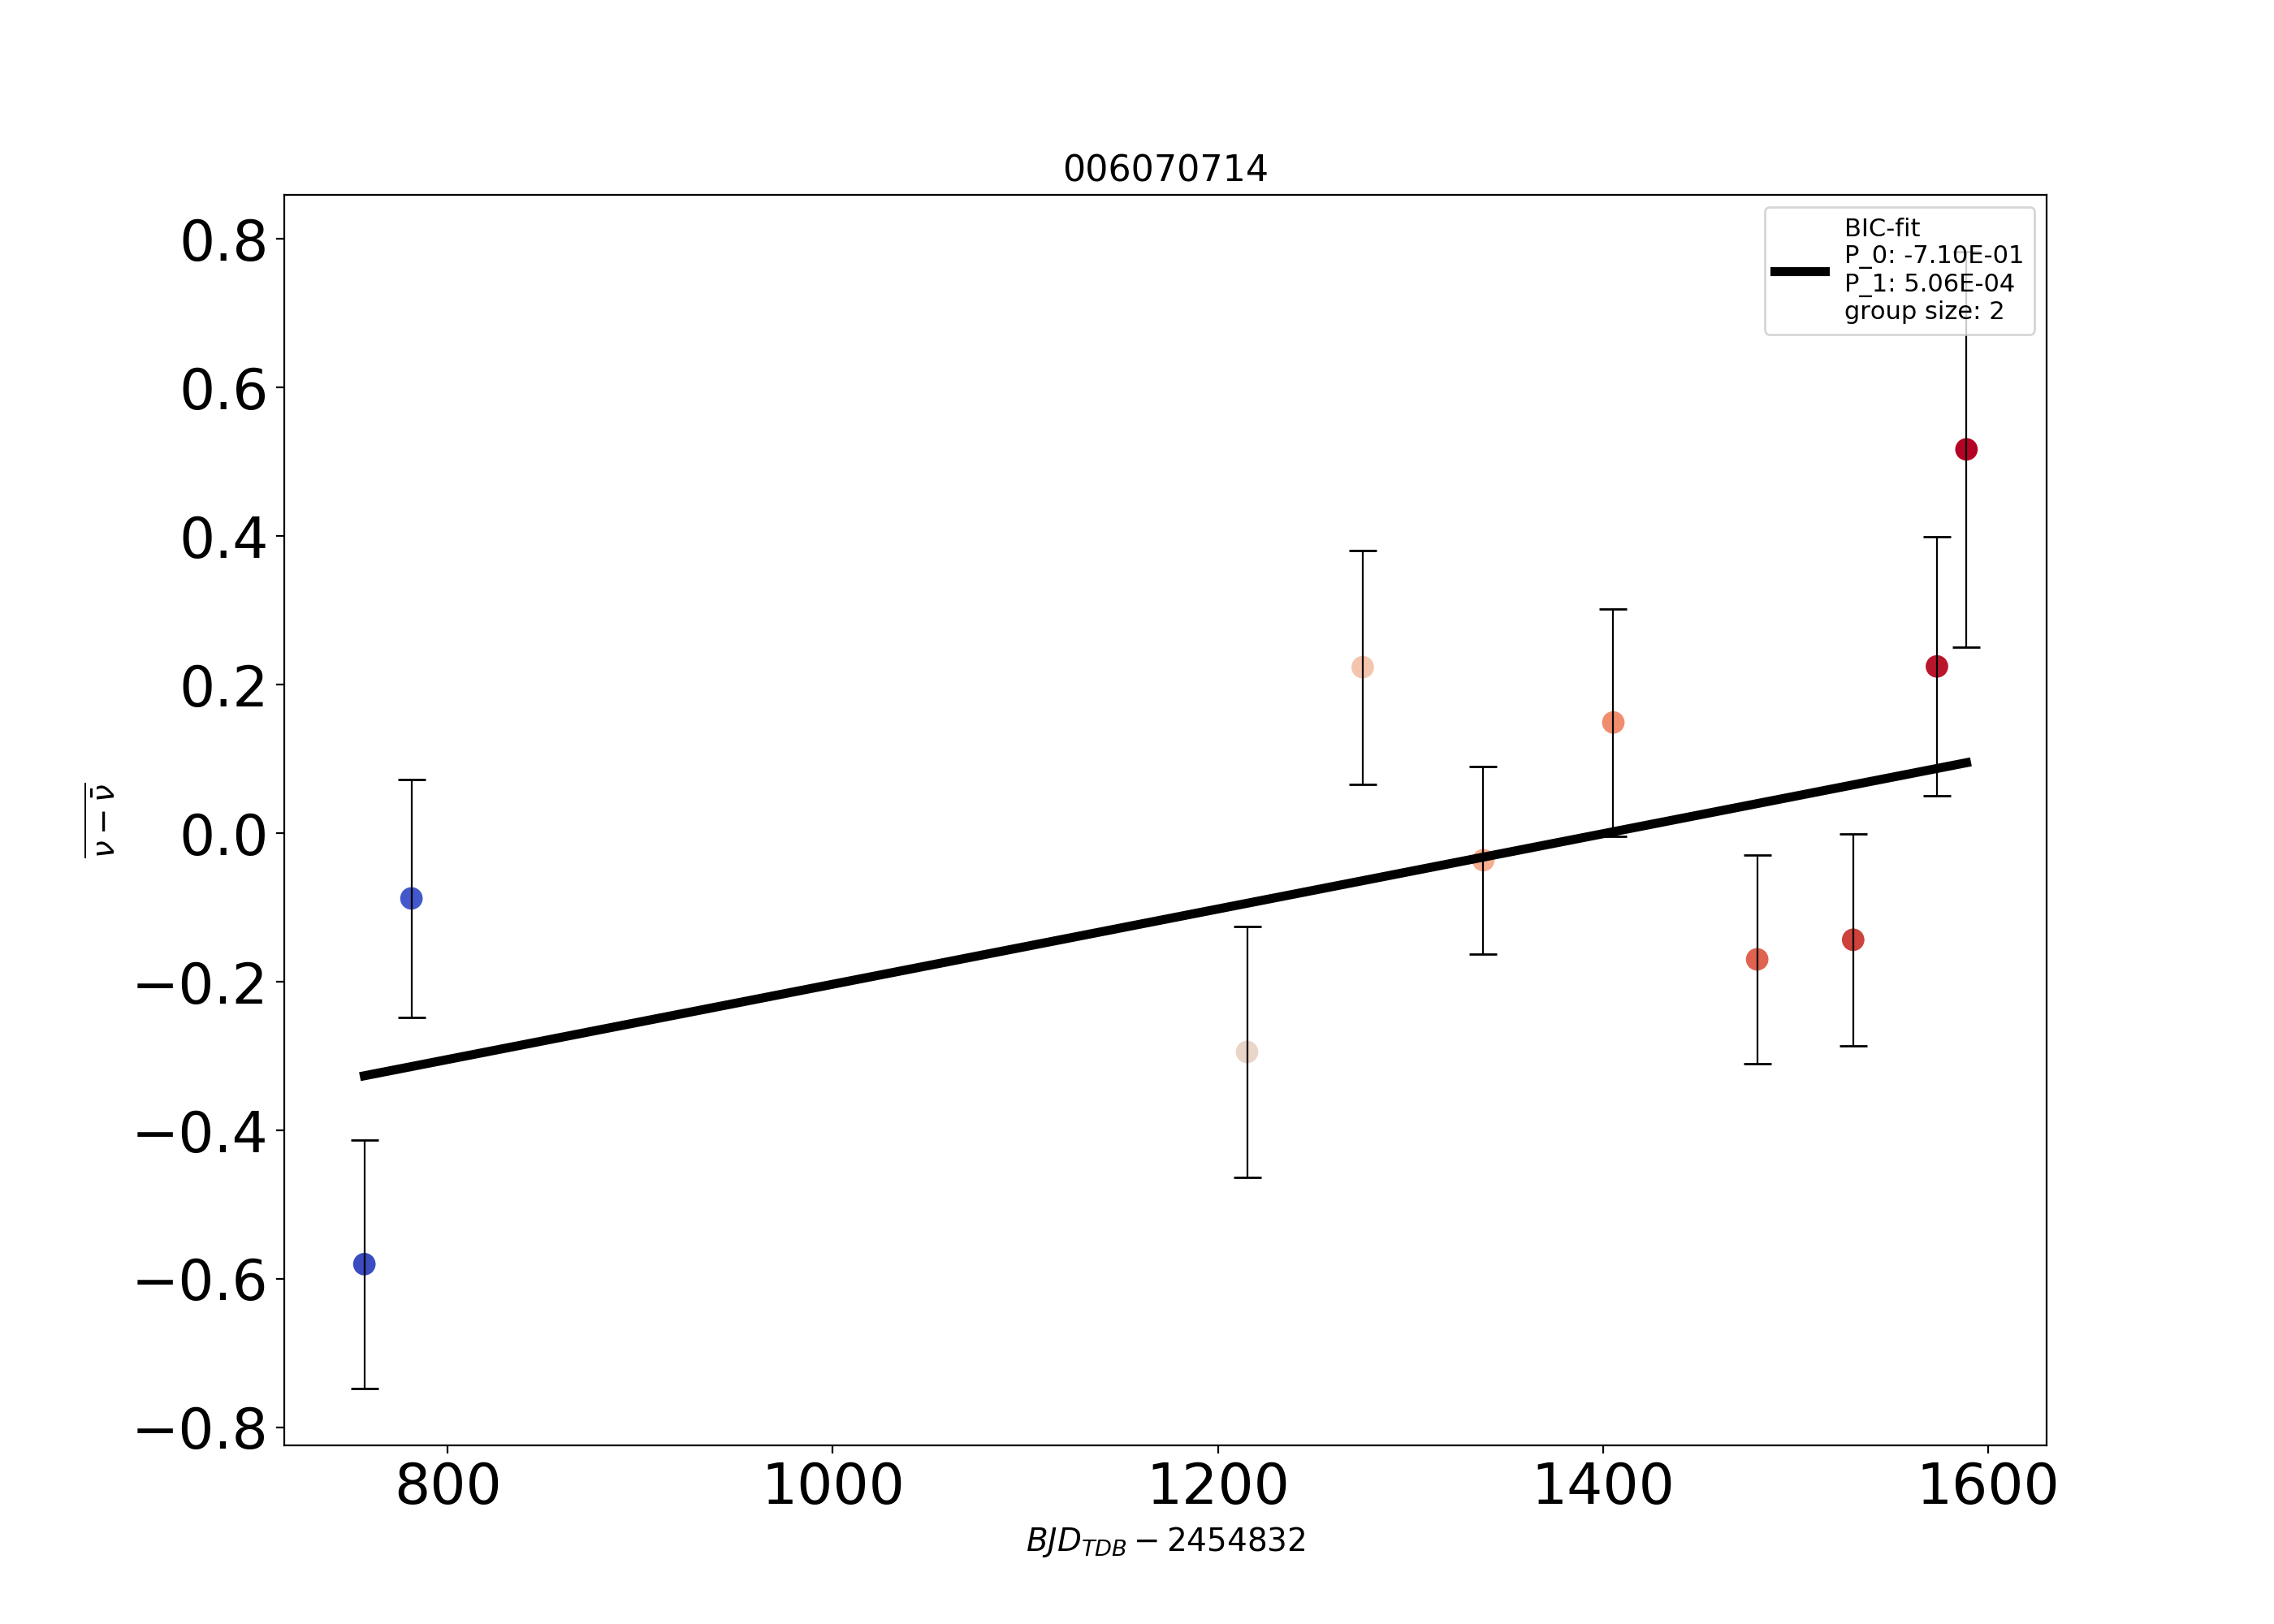 006070714
BIC-fit
P_0: -7.10E-01
P_1: 5.06E-04
group size: 2
0.8
0.6
0.4
0.2
0.0
−0.2
−0.4
−0.6
−0.8
ν − ν̄
800 1000 1200 1400 1600
BJD_TDB − 2454832